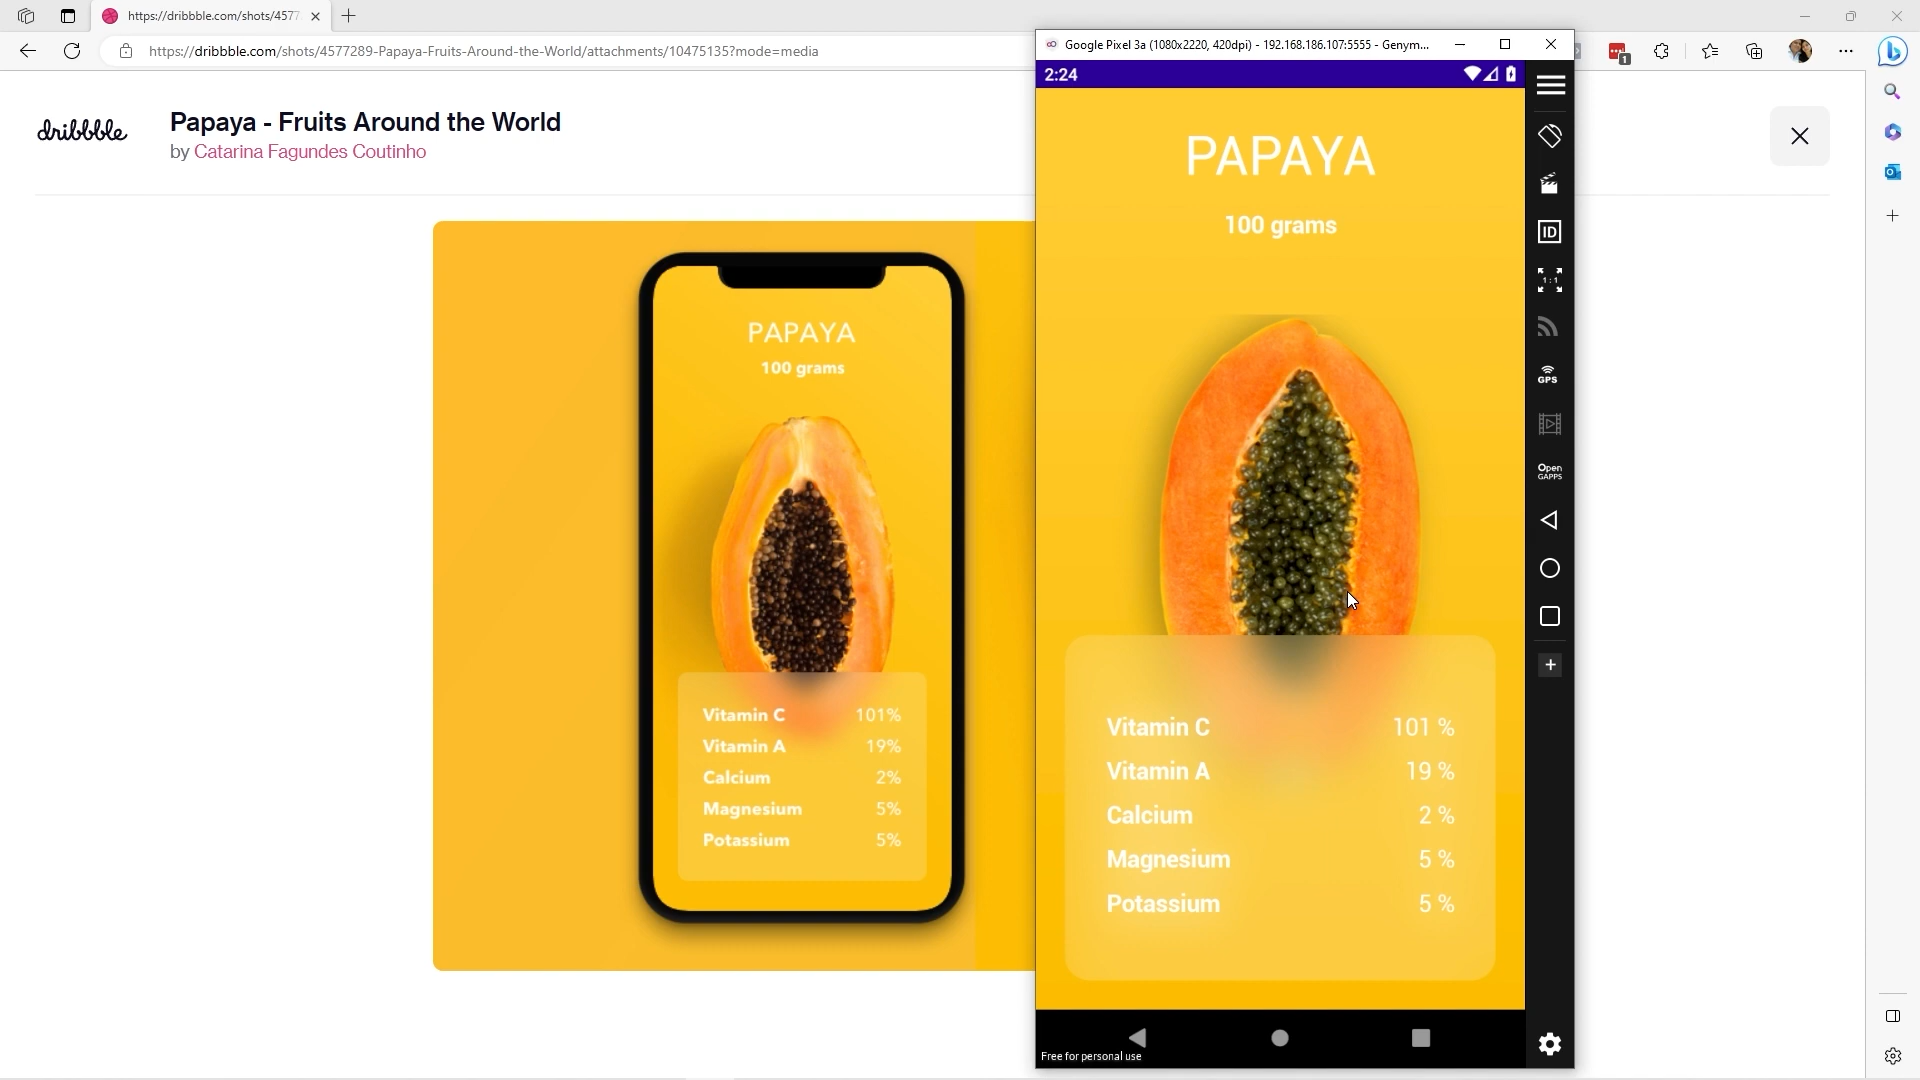 https://dribbble.com/shots/4577
https://dribbble.com/shots/4577289-Papaya-Fruits-Around-the-World/attachments/10475135?mode=media
1
dribbble
Papaya - Fruits Around the World
by Catarina Fagundes Coutinho
PAPAYA
100 grams
Vitamin C 101%
Vitamin A 19%
Calcium 2%
Magnesium 5%
Potassium 5%
Google Pixel 3a (1080x2220, 420dpi) - 192.168.186.107:5555 - Genym...
2:24
PAPAYA
100 grams
Vitamin C 101 %
Vitamin A 19 %
Calcium 2 %
Magnesium 5 %
Potassium 5 %
Free for personal use
ID
1:1
GPS
Open
GAPPS